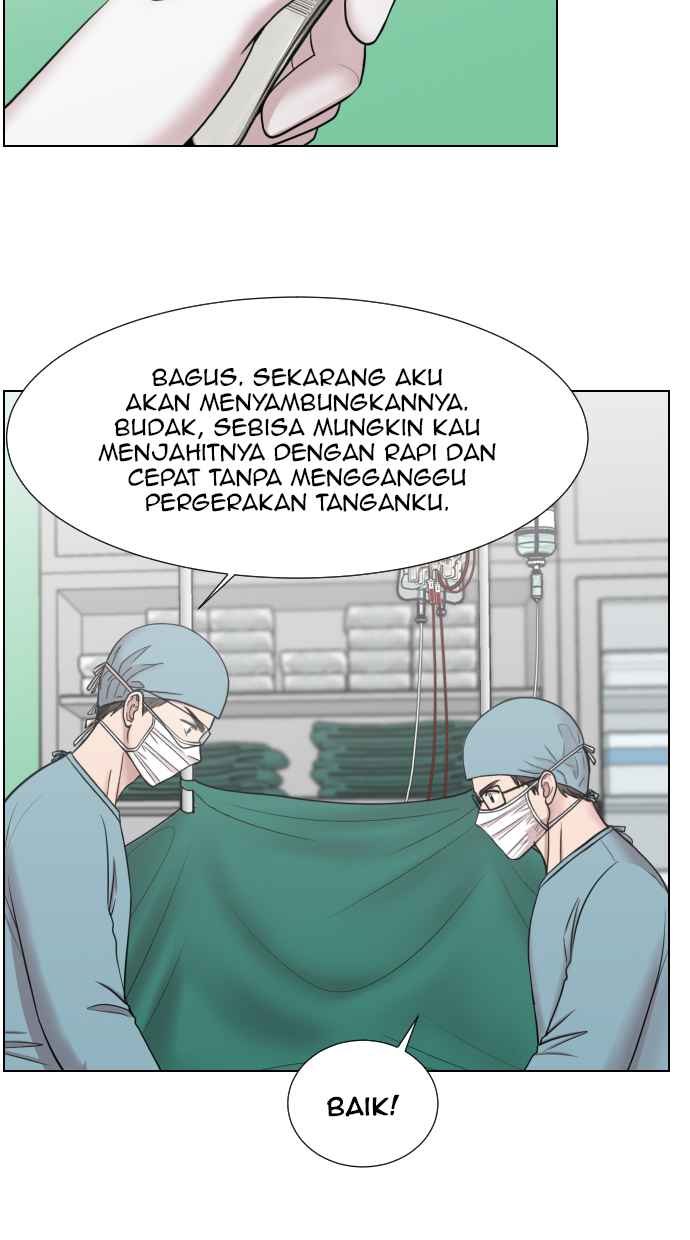 BAGUS. SEKARANG AKU
AKAN MENYAMBUNGKANNYA.
BUDAK, SEBISA MUNGKIN KAU
MENJAHITNYA DENGAN RAPI DAN
CEPAT TANPA MENGGANGGU
PERGERAKAN TANGANKU.
BAIK!